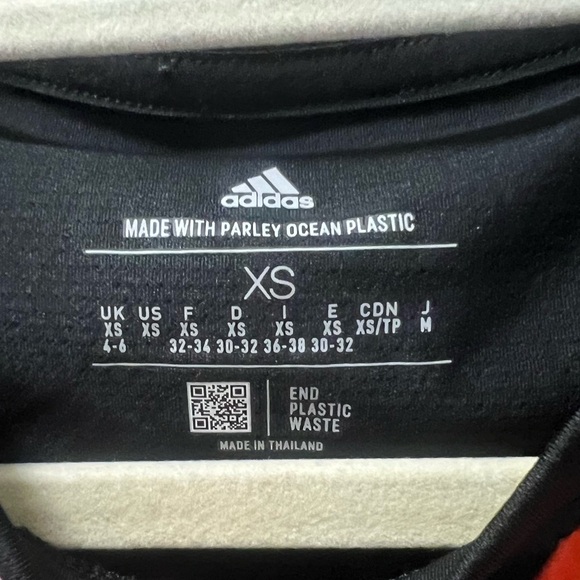 adidas
MADE WITH PARLEY OCEAN PLASTIC
XS
UK US F D I E CDN J
XS XS XS XS XS XS XS/TP M
4-6 32-34 30-32 36-38 30-32
END
PLASTIC
WASTE
MADE IN THAILAND